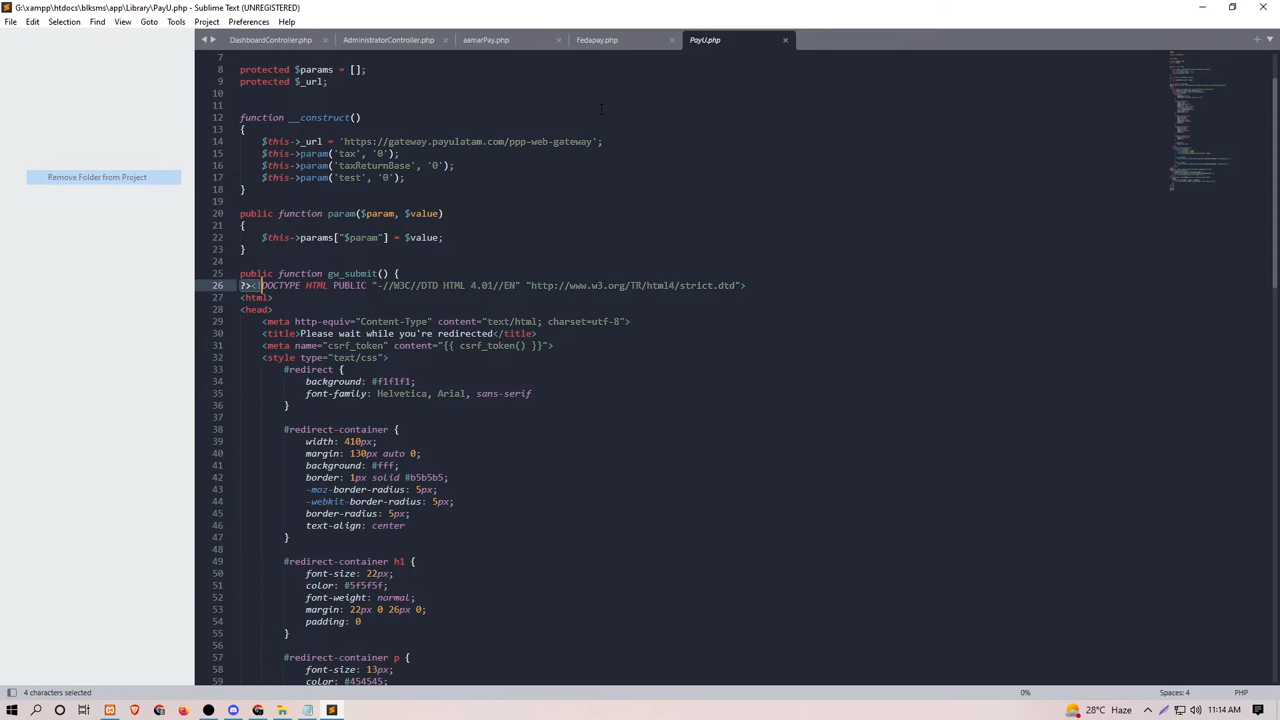 G:\xampp\htdocs\blksms\app\Library\PayU.php - Sublime Text (UNREGISTERED)
File Edit Selection Find View Goto Tools Project Preferences Help
DashboardController.php AdministratorController.php aamarPay.php Fedapay.php PayU.php
7
8 protected $params = [];
9 protected $_url;
10
11
12 function __construct()
13 {
14 $this->_url = 'https://gateway.payulatam.com/ppp-web-gateway';
15 $this->param('tax', '0');
16 $this->param('taxReturnBase', '0');
17 $this->param('test', '0');
18 }
19
20 public function param($param, $value)
21 {
22 $this->params["$param"] = $value;
23 }
24
25 public function gw_submit() {
26 ?><!DOCTYPE HTML PUBLIC "-//W3C//DTD HTML 4.01//EN" "http://www.w3.org/TR/html4/strict.dtd">
27 <html>
28 <head>
29 <meta http-equiv="Content-Type" content="text/html; charset=utf-8">
30 <title>Please wait while you're redirected</title>
31 <meta name="csrf_token" content="{{ csrf_token() }}">
32 <style type="text/css">
33 #redirect {
34 background: #f1f1f1;
35 font-family: Helvetica, Arial, sans-serif
36 }
37
38 #redirect-container {
39 width: 410px;
40 margin: 130px auto 0;
41 background: #fff;
42 border: 1px solid #b5b5b5;
43 -moz-border-radius: 5px;
44 -webkit-border-radius: 5px;
45 border-radius: 5px;
46 text-align: center
47 }
48
49 #redirect-container h1 {
50 font-size: 22px;
51 color: #5f5f5f;
52 font-weight: normal;
53 margin: 22px 0 26px 0;
54 padding: 0
55 }
56
57 #redirect-container p {
58 font-size: 13px;
59 color: #454545;
Remove Folder from Project
4 characters selected 0% Spaces: 4 PHP
28°C Haze 11:14 AM